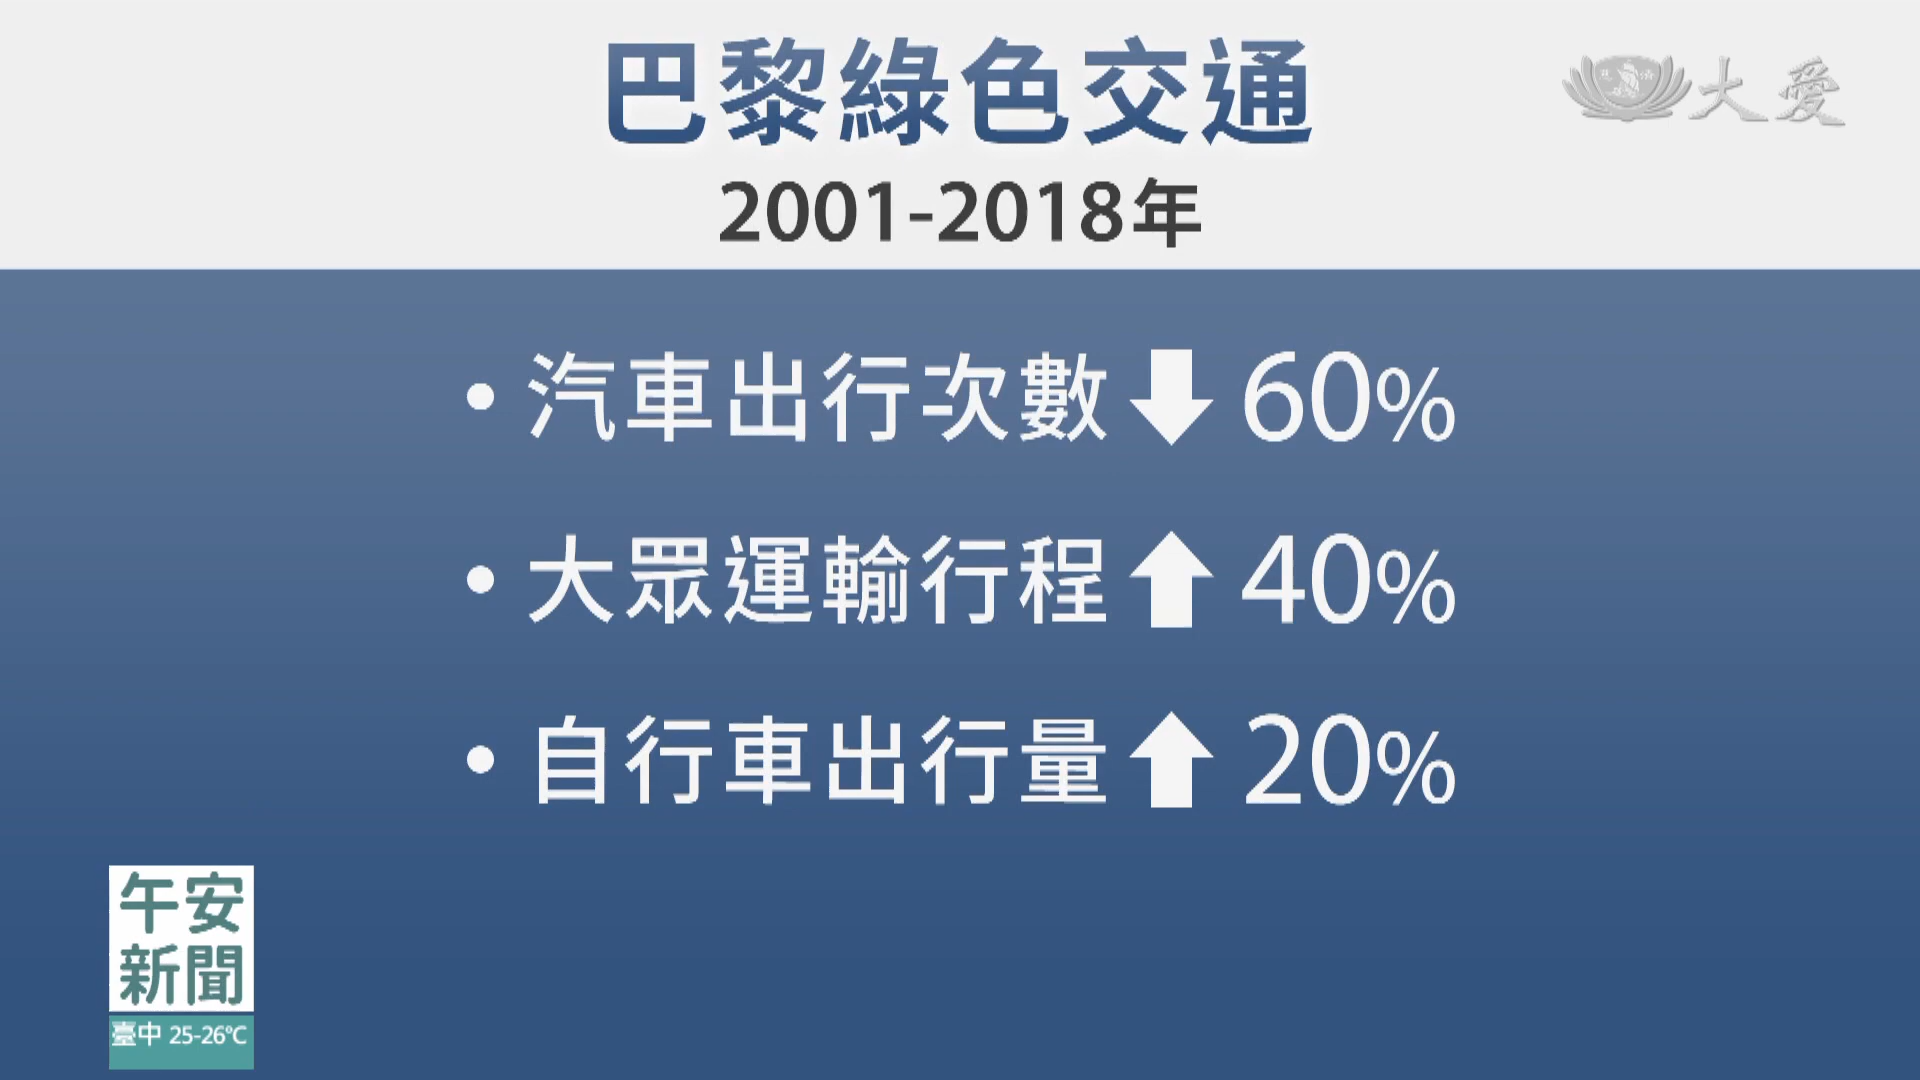 巴黎綠色交通
大愛
2001-2018年
• 汽車出行次數⬇60%
• 大眾運輸行程⬆40%
• 自行車出行量⬆20%
午安
新聞
臺中 25-26°C